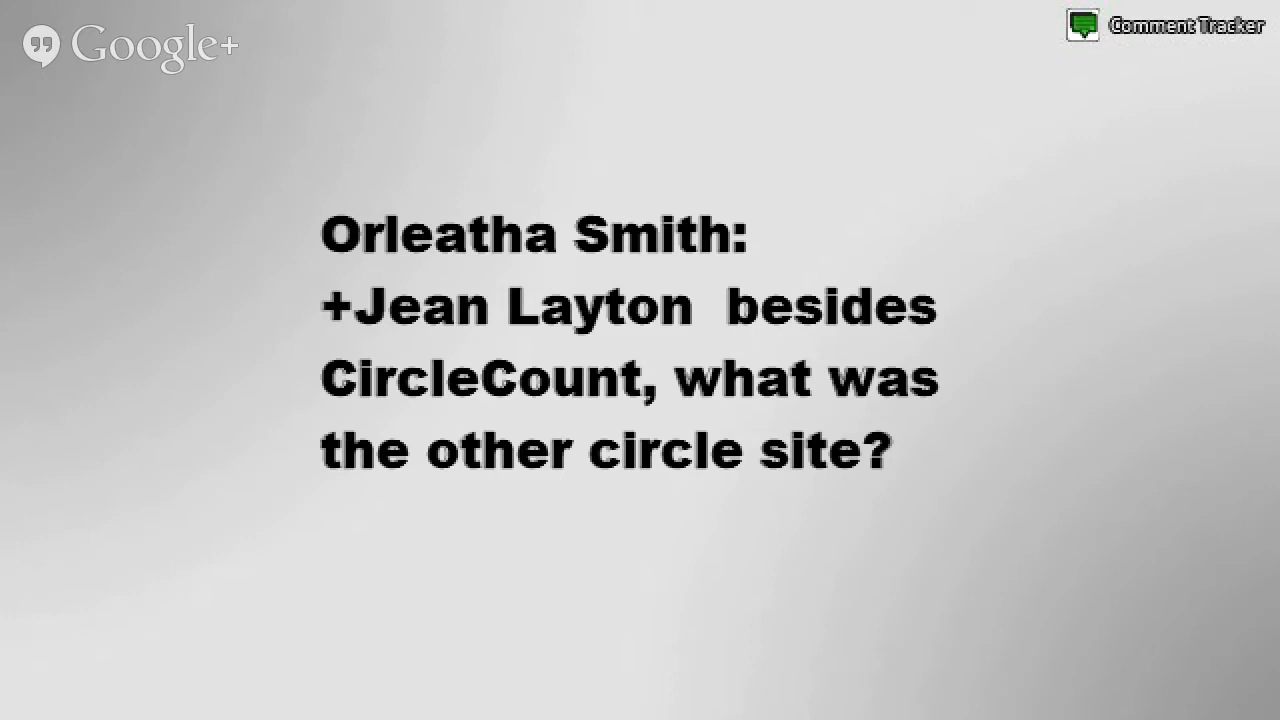 Google+
Comment Tracker
Orleatha Smith:
+Jean Layton  besides
CircleCount, what was
the other circle site?